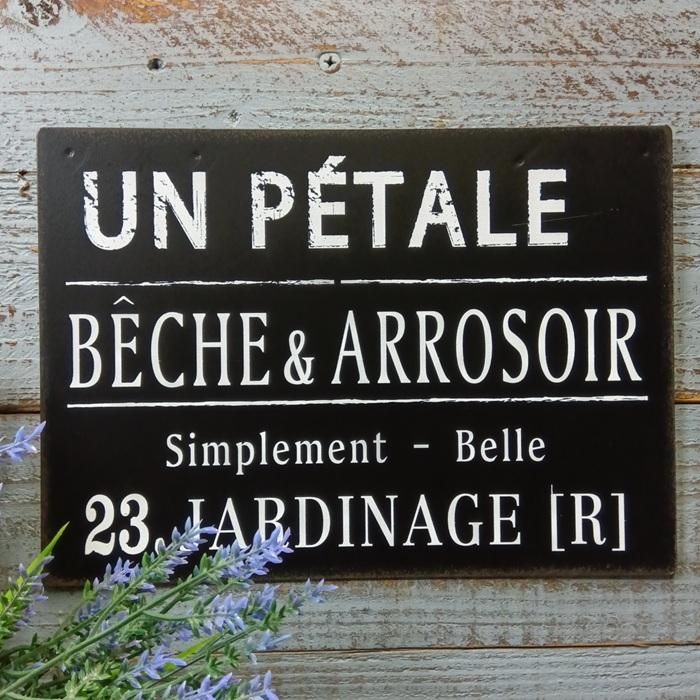 UN PÉTALE
BÊCHE & ARROSOIR
Simplement - Belle
23, JARDINAGE [R]